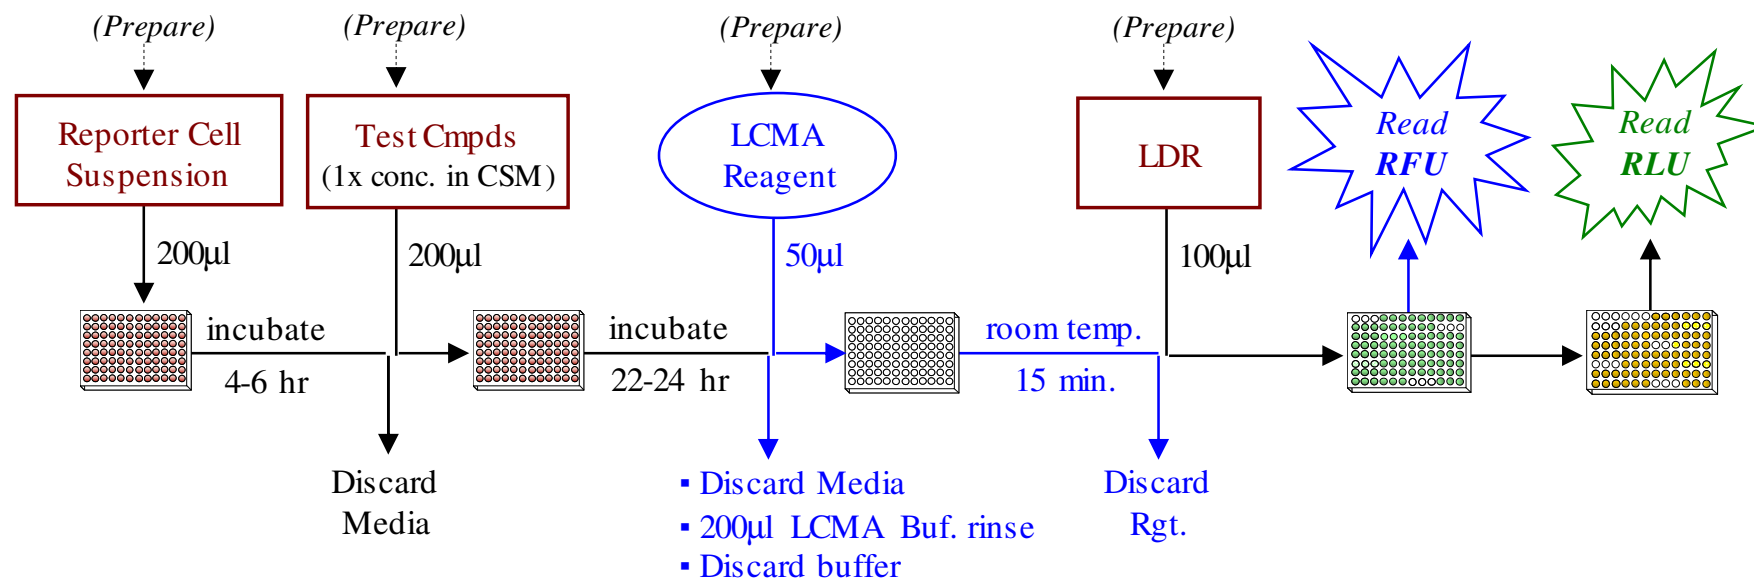 (Prepare)
(Prepare)
(Prepare)
(Prepare)
Reporter Cell
Suspension
Test Cmpds
(1x conc. in CSM)
LCMA
Reagent
LDR
Read
RFU
Read
RLU
200µl
200µl
50µl
100µl
incubate
4-6 hr
incubate
22-24 hr
room temp.
15 min.
Discard
Media
▪ Discard Media
▪ 200µl LCMA Buf. rinse
▪ Discard buffer
Discard
Rgt.